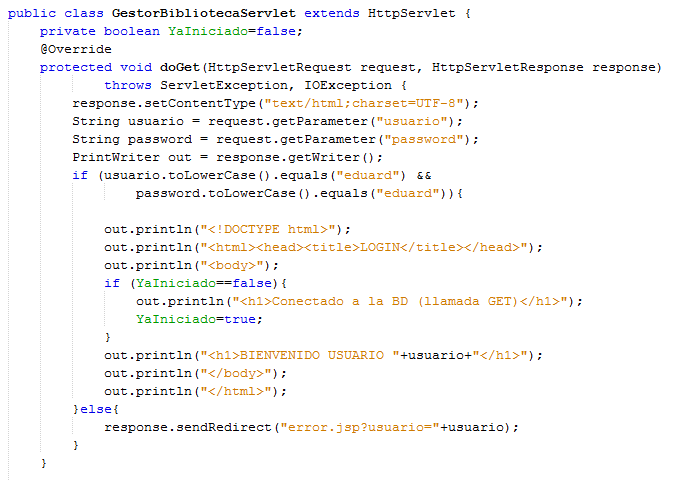 public class GestorBibliotecaServlet extends HttpServlet {
    private boolean YaIniciado=false;
    @Override
    protected void doGet(HttpServletRequest request, HttpServletResponse response)
            throws ServletException, IOException {
        response.setContentType("text/html;charset=UTF-8");
        String usuario = request.getParameter("usuario");
        String password = request.getParameter("password");
        PrintWriter out = response.getWriter();
        if (usuario.toLowerCase().equals("eduard") &&
                password.toLowerCase().equals("eduard")){
            out.println("<!DOCTYPE html>");
            out.println("<html><head><title>LOGIN</title></head>");
            out.println("<body>");
            if (YaIniciado==false){
                out.println("<h1>Conectado a la BD (llamada GET)</h1>");
                YaIniciado=true;
            }
            out.println("<h1>BIENVENIDO USUARIO "+usuario+"</h1>");
            out.println("</body>");
            out.println("</html>");
        }else{
            response.sendRedirect("error.jsp?usuario="+usuario);
        }
    }